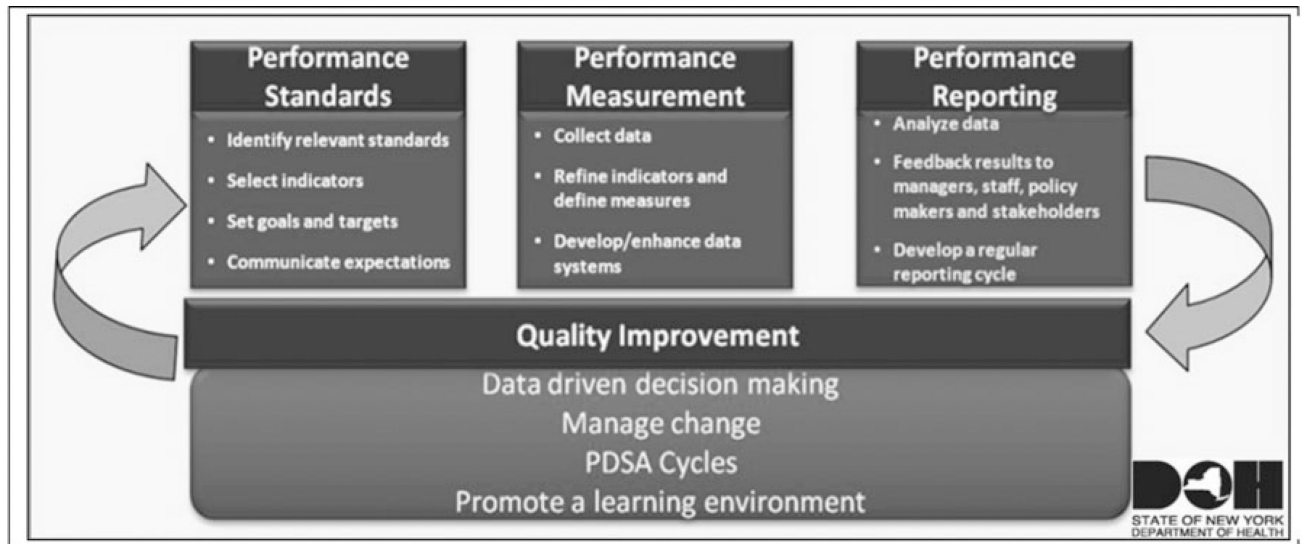 Performance
Standards
• Identify relevant standards
• Select indicators
• Set goals and targets
• Communicate expectations
Performance
Measurement
• Collect data
• Refine indicators and
define measures
• Develop/enhance data
systems
Performance
Reporting
• Analyze data
• Feedback results to
managers, staff, policy
makers and stakeholders
• Develop a regular
reporting cycle
Quality Improvement
Data driven decision making
Manage change
PDSA Cycles
Promote a learning environment
DOH
STATE OF NEW YORK
DEPARTMENT OF HEALTH